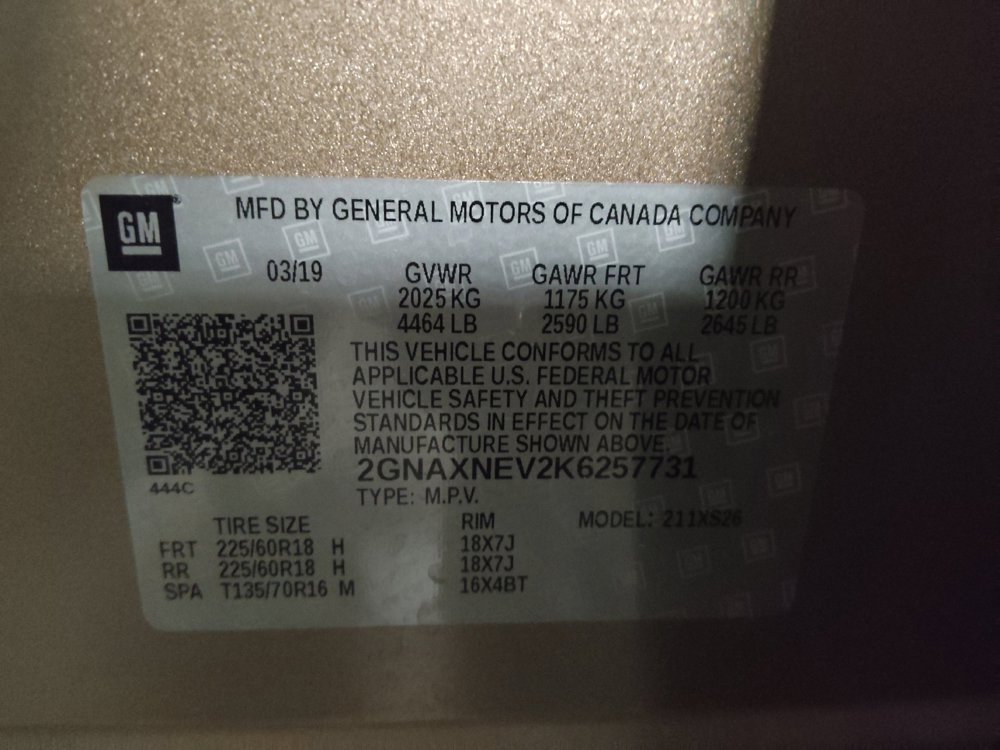 GM
MFD BY GENERAL MOTORS OF CANADA COMPANY
03/19 GVWR GAWR FRT GAWR RR
2025 KG 1175 KG 1200 KG
4464 LB 2590 LB 2645 LB
THIS VEHICLE CONFORMS TO ALL
APPLICABLE U.S. FEDERAL MOTOR
VEHICLE SAFETY AND THEFT PREVENTION
STANDARDS IN EFFECT ON THE DATE OF
MANUFACTURE SHOWN ABOVE.
2GNAXNEV2K6257731
444C
TYPE: M.P.V.
TIRE SIZE RIM MODEL: 211XS26
FRT 225/60R18 H 18X7J
RR 225/60R18 H 18X7J
SPA T135/70R16 M 16X4BT